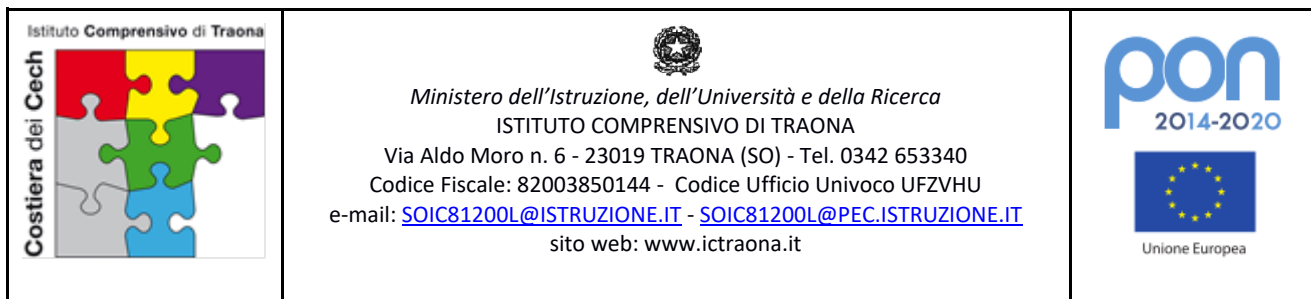 Istituto Comprensivo di Traona
Costiera dei Cech
Ministero dell'Istruzione, dell'Università e della Ricerca
ISTITUTO COMPRENSIVO DI TRAONA
Via Aldo Moro n. 6 - 23019 TRAONA (SO) - Tel. 0342 653340
Codice Fiscale: 82003850144 - Codice Ufficio Univoco UFZVHU
e-mail: SOIC81200L@ISTRUZIONE.IT - SOIC81200L@PEC.ISTRUZIONE.IT
sito web: www.ictraona.it
pon
2014-2020
Unione Europea